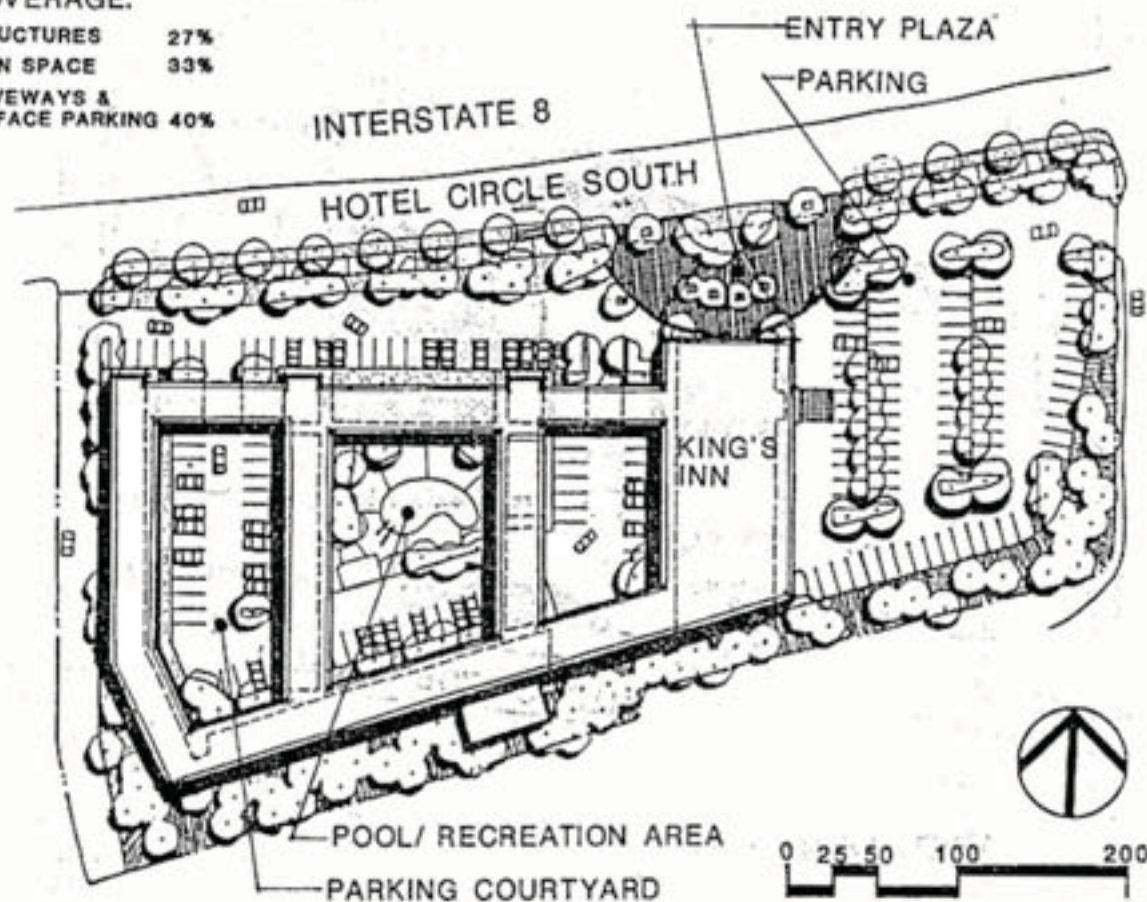 UCTURES 27%
N SPACE 33%
EWAYS &
FACE PARKING 40%
INTERSTATE 8
HOTEL CIRCLE SOUTH
ENTRY PLAZA
PARKING
KING'S
INN
POOL/ RECREATION AREA
PARKING COURTYARD
0 25 50 100 200